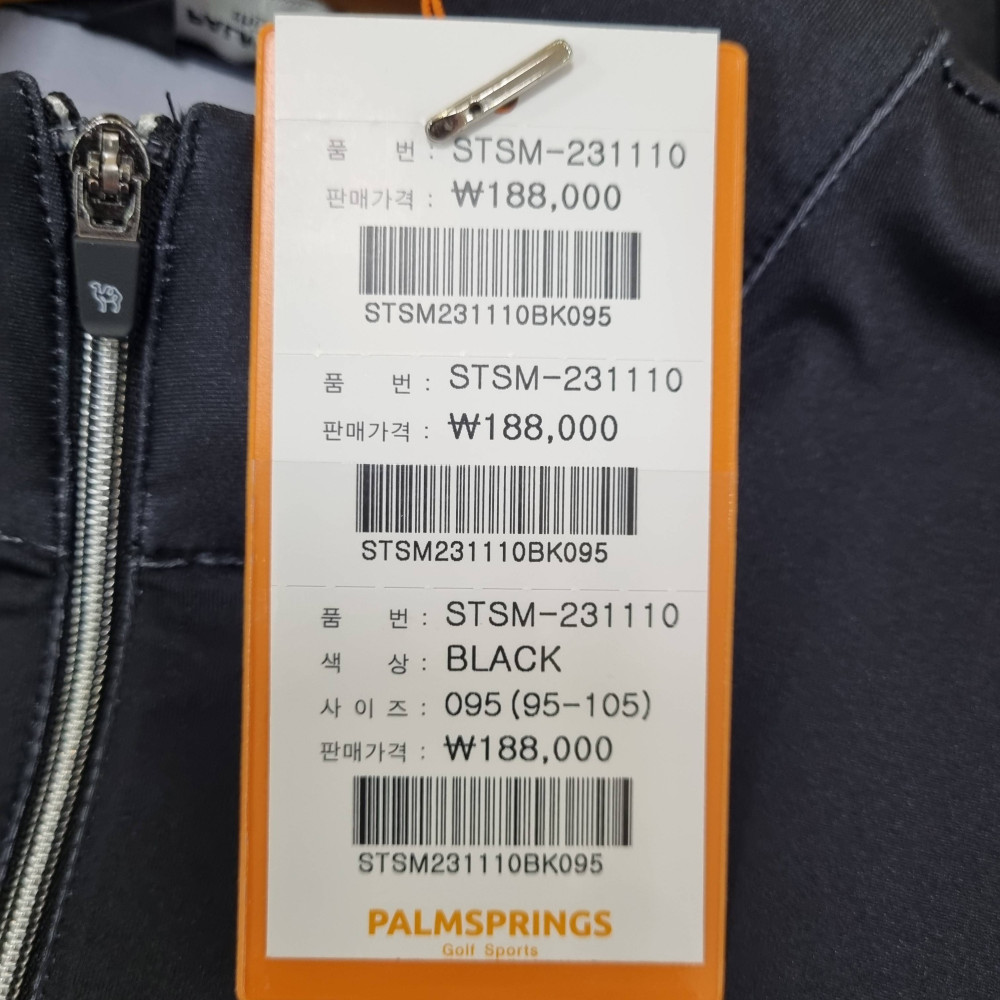 품 번 : STSM-231110
판매가격 : ₩188,000
STSM231110BK095
품 번 : STSM-231110
판매가격 : ₩188,000
STSM231110BK095
품 번 : STSM-231110
색 상 : BLACK
사 이 즈 : 095 (95-105)
판매가격 : ₩188,000
STSM231110BK095
PALMSPRINGS
Golf Sports